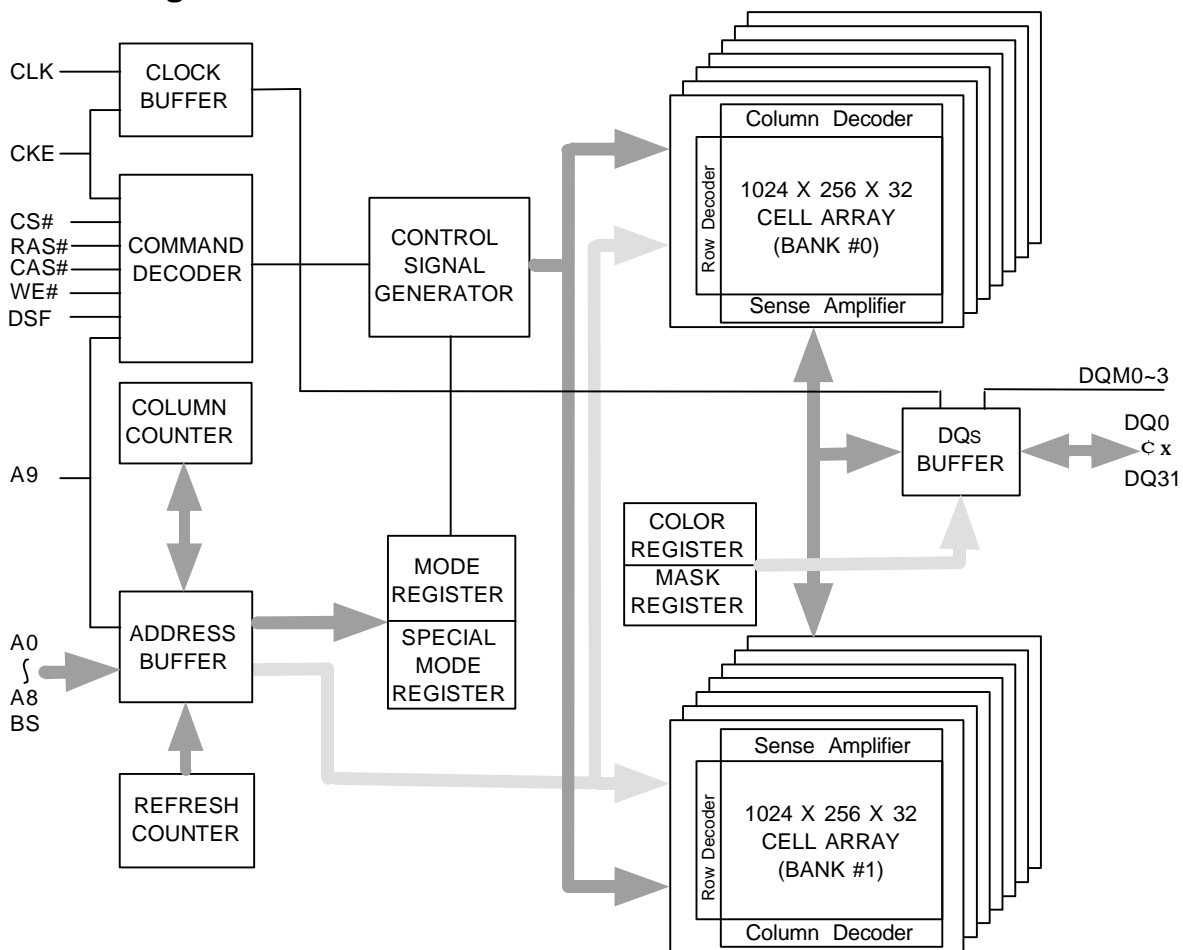 CLK
CLOCK
BUFFER
CKE
CS#
RAS#
CAS#
WE#
DSF
COMMAND
DECODER
CONTROL
SIGNAL
GENERATOR
Column Decoder
Row Decoder
1024 X 256 X 32
CELL ARRAY
(BANK #0)
Sense Amplifier
DQM0~3
COLUMN
COUNTER
DQs
BUFFER
DQ0
¢ x
DQ31
A9
COLOR
REGISTER
MASK
REGISTER
MODE
REGISTER
SPECIAL
MODE
REGISTER
ADDRESS
BUFFER
A0
A8
BS
REFRESH
COUNTER
Sense Amplifier
Row Decoder
1024 X 256 X 32
CELL ARRAY
(BANK #1)
Column Decoder